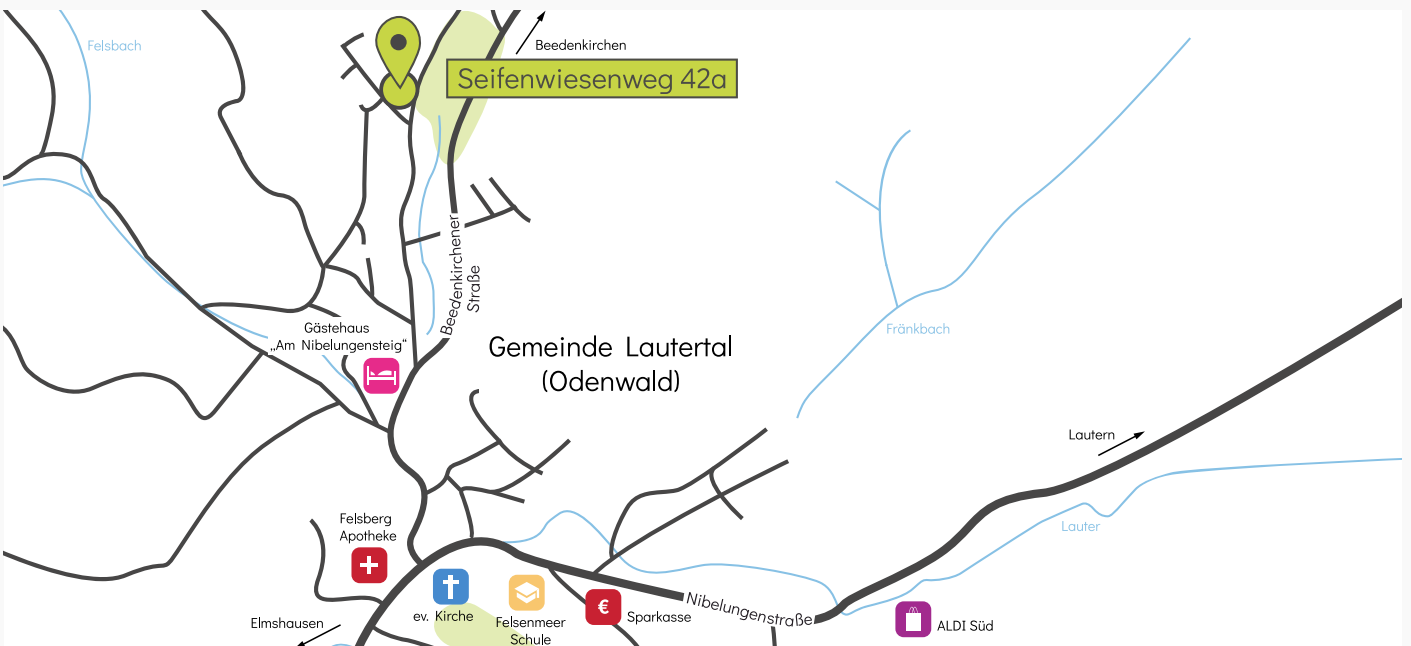 Felsbach
Beedenkirchen
Seifenwiesenweg 42a
Beedenkirchener
Straße
Gästehaus
„Am Nibelungensteig“
Gemeinde Lautertal
(Odenwald)
Fränkbach
Lautern
Felsberg
Apotheke
Lauter
ev. Kirche
Felsenmeer
Schule
€
Sparkasse
Nibelungenstraße
ALDI Süd
Elmshausen